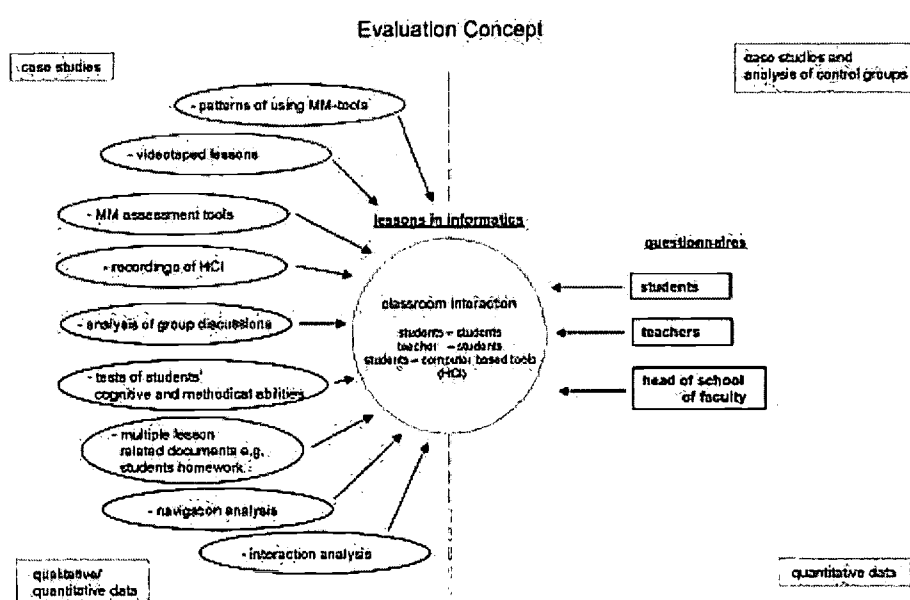 Evaluation Concept
case studies
case studies and
analysis of control groups
- patterns of using MM-tools
- videotaped lessons
- MM assessment tools
- recordings of HCI
- analysis of group discussions
- tests of students'
cognitive and methodical abilities
- multiple lesson
related documents e.g.
students homework
- navigation analysis
- interaction analysis
lessons in informatics
classroom interaction
students – students
teacher – students
students – computer based tools
(HCI)
questionnaires
students
teachers
head of school
of faculty
qualitative/
quantitative data
quantitative data